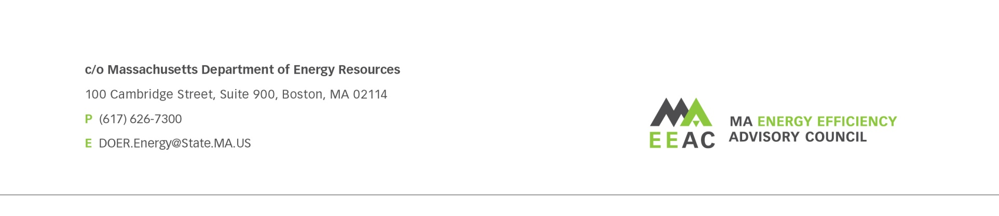 c/o Massachusetts Department of Energy Resources
100 Cambridge Street, Suite 900, Boston, MA 02114
P (617) 626-7300
E DOER.Energy@State.MA.US
MA
EEAC
MA ENERGY EFFICIENCY
ADVISORY COUNCIL